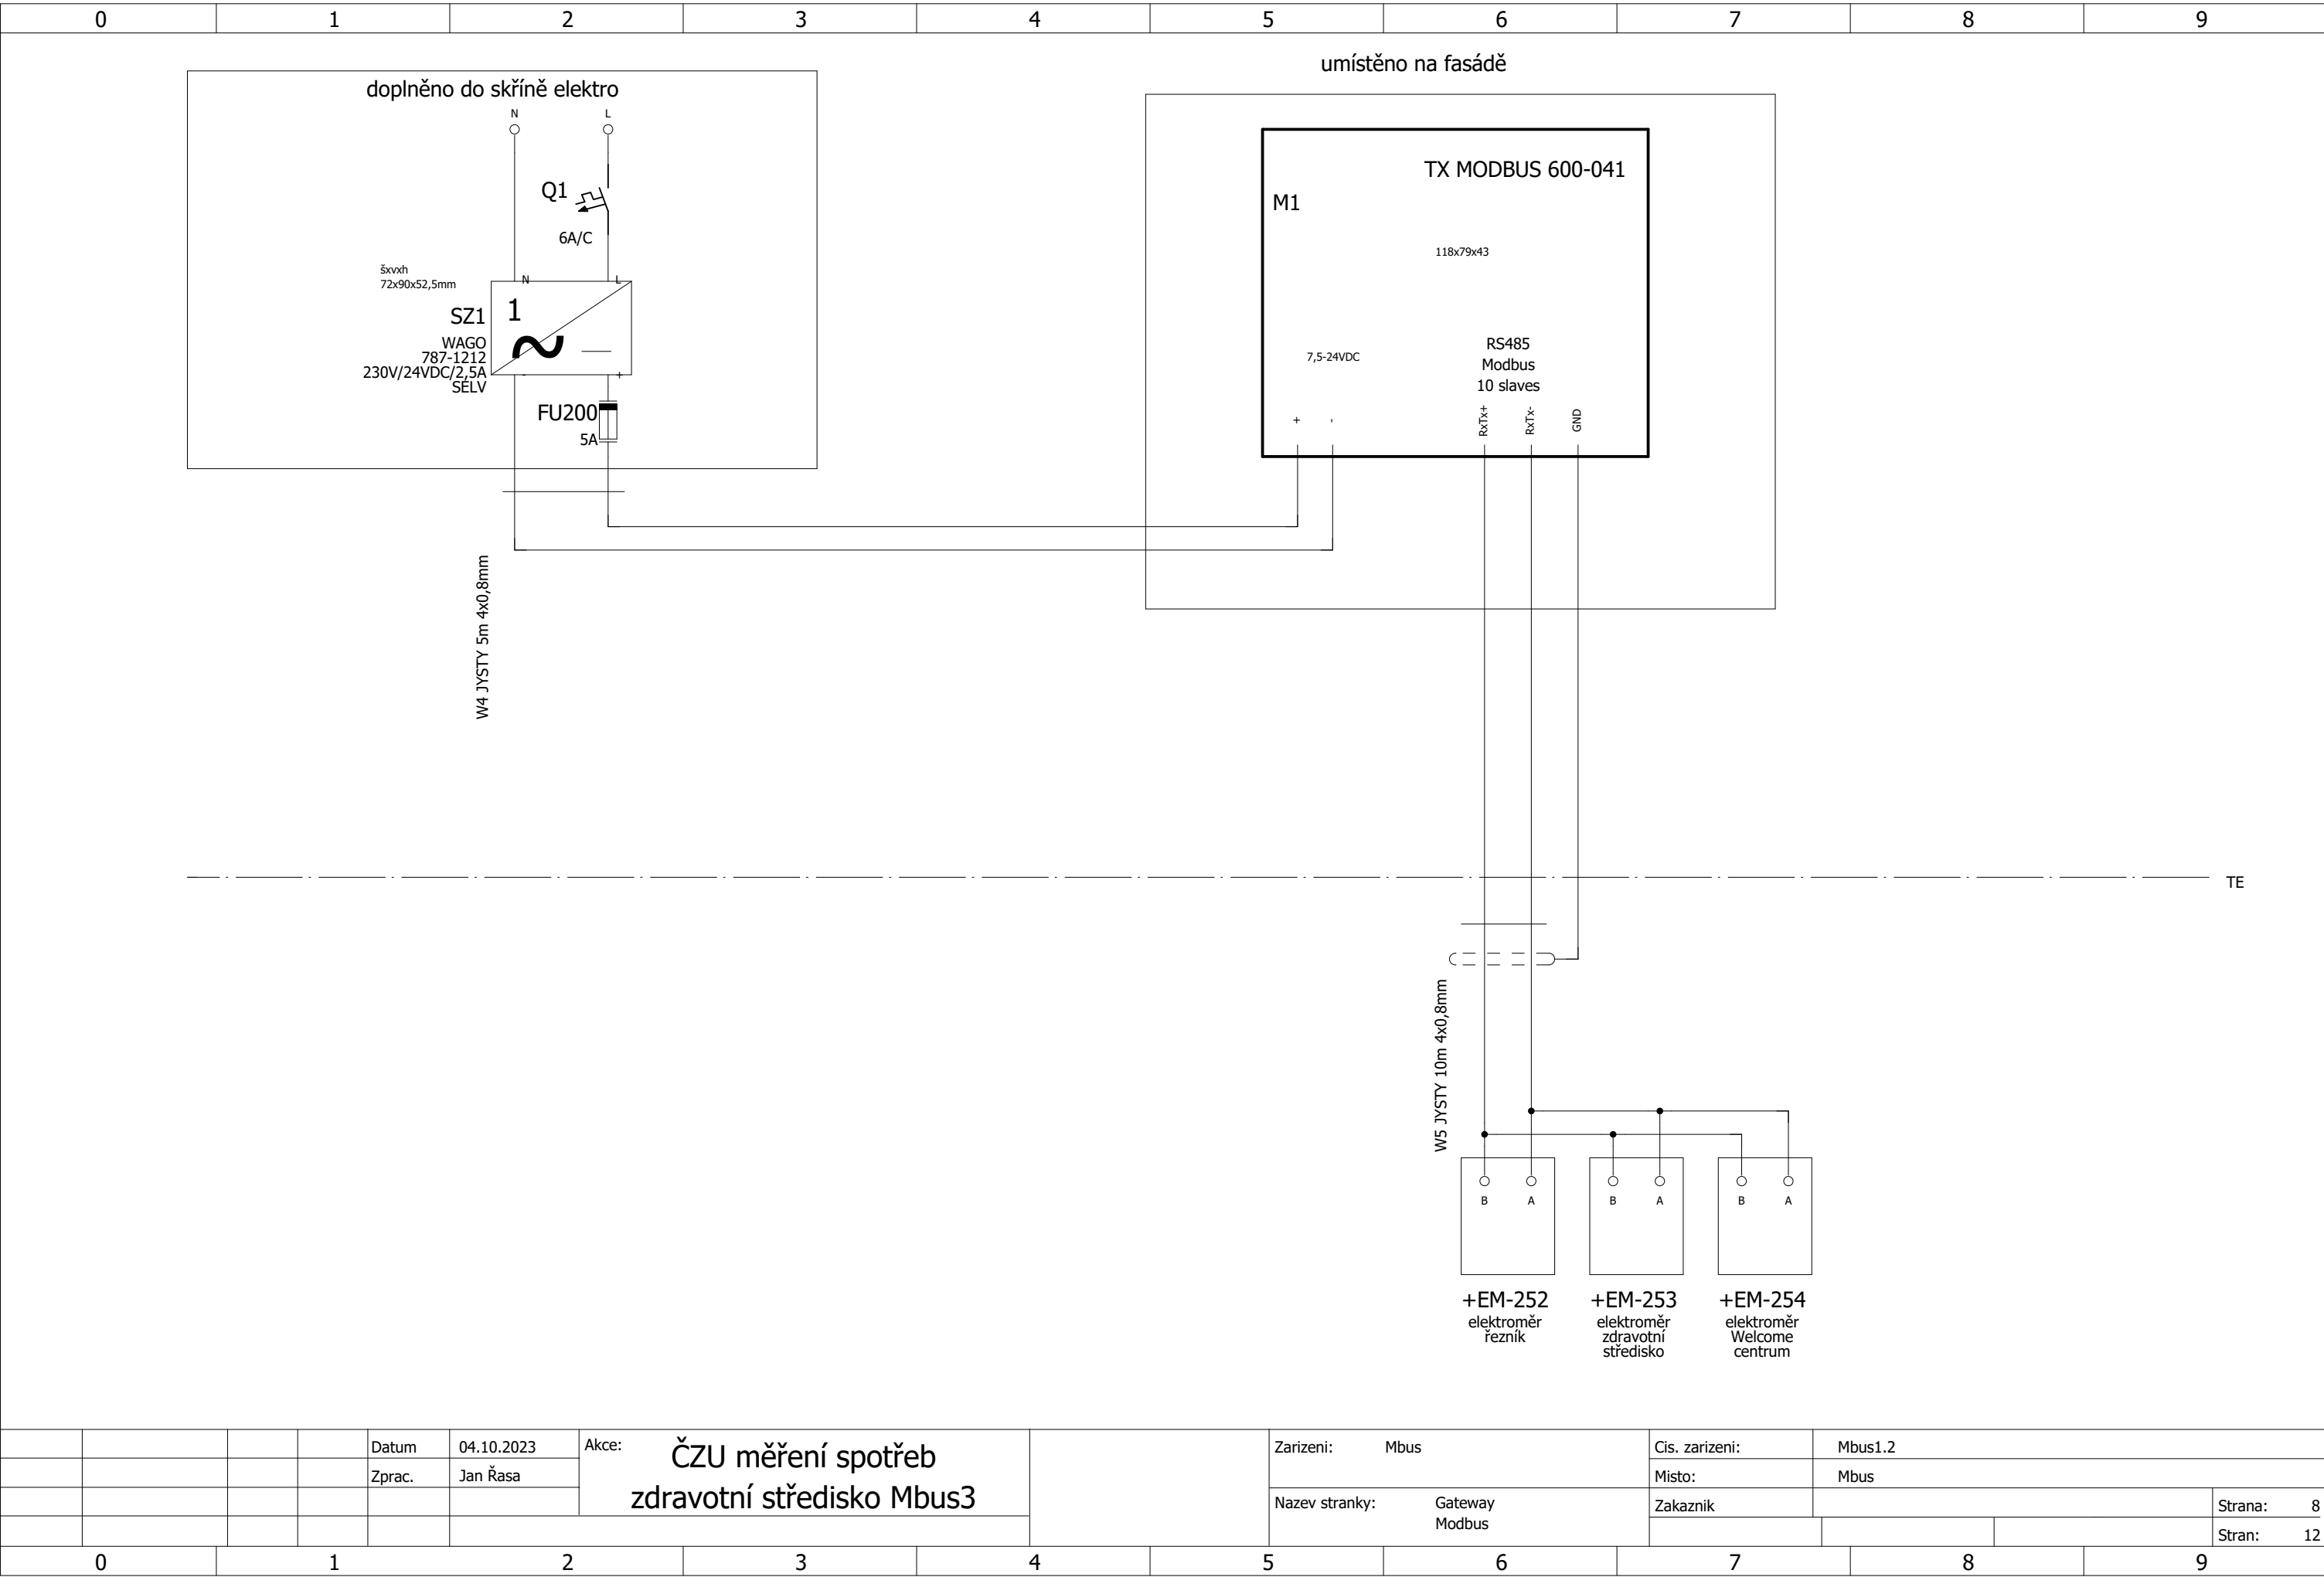 0 1 2 3 4 5 6 7 8 9
umístěno na fasádě
doplněno do skříně elektro
N L
TX MODBUS 600-041
Q1
M1
6A/C
118x79x43
šxvxh
72x90x52,5mm
N L
SZ1
1
WAGO
787-1212
230V/24VDC/2,5A
SELV
- +
7,5-24VDC
RS485
Modbus
10 slaves
FU200
5A
+ -
RxTx+
RxTx-
GND
W4 JYSTY 5m 4x0,8mm
TE
W5 JYSTY 10m 4x0,8mm
B A B A B A
+EM-252
elektroměr
řezník
+EM-253
elektroměr
zdravotní
středisko
+EM-254
elektroměr
Welcome
centrum
Datum 04.10.2023
Zprac. Jan Řasa
Akce:
ČZU měření spotřeb
zdravotní středisko Mbus3
Zarizeni: Mbus
Nazev stranky: Gateway
Modbus
Cis. zarizeni: Mbus1.2
Misto: Mbus
Zakaznik
Strana: 8
Stran: 12
0 1 2 3 4 5 6 7 8 9